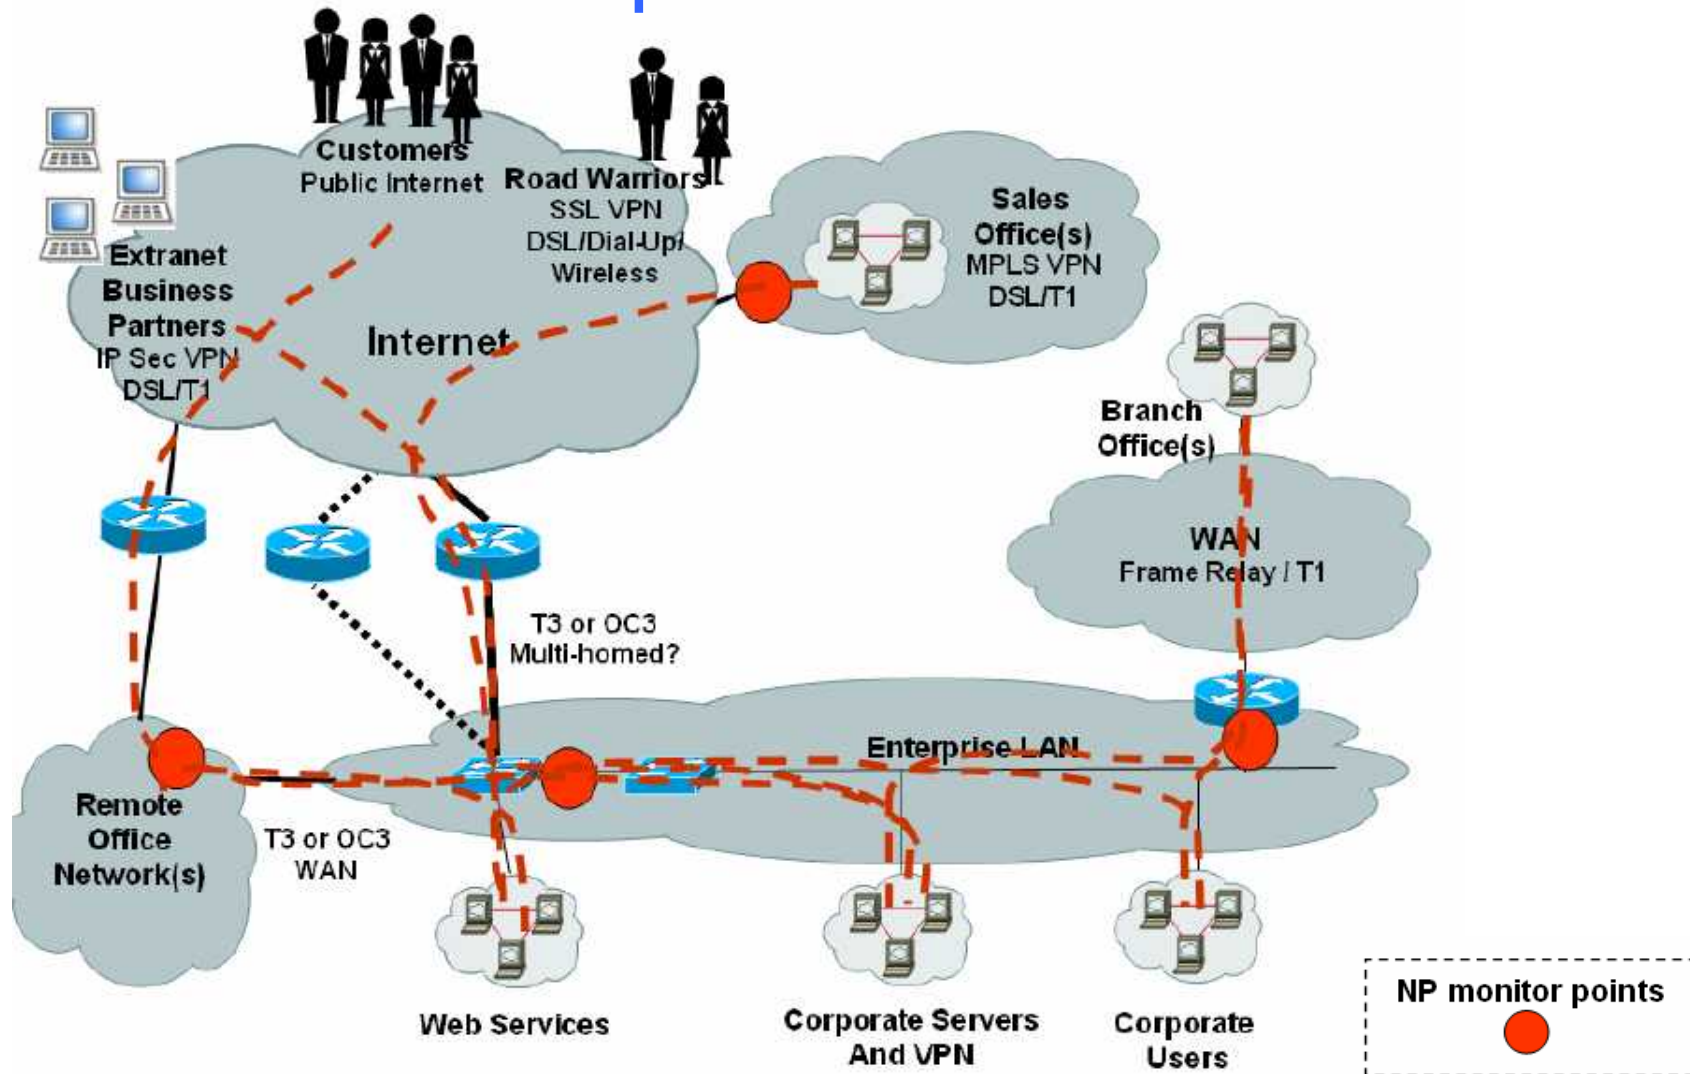 Customers
Public Internet
Road Warriors
SSL VPN
DSL/Dial-Up/
Wireless
Extranet
Business
Partners
IP Sec VPN
DSL/T1
Internet
Sales
Office(s)
MPLS VPN
DSL/T1
Branch
Office(s)
WAN
Frame Relay / T1
T3 or OC3
Multi-homed?
Enterprise LAN
Remote
Office
Network(s)
T3 or OC3
WAN
Web Services
Corporate Servers
And VPN
Corporate
Users
NP monitor points